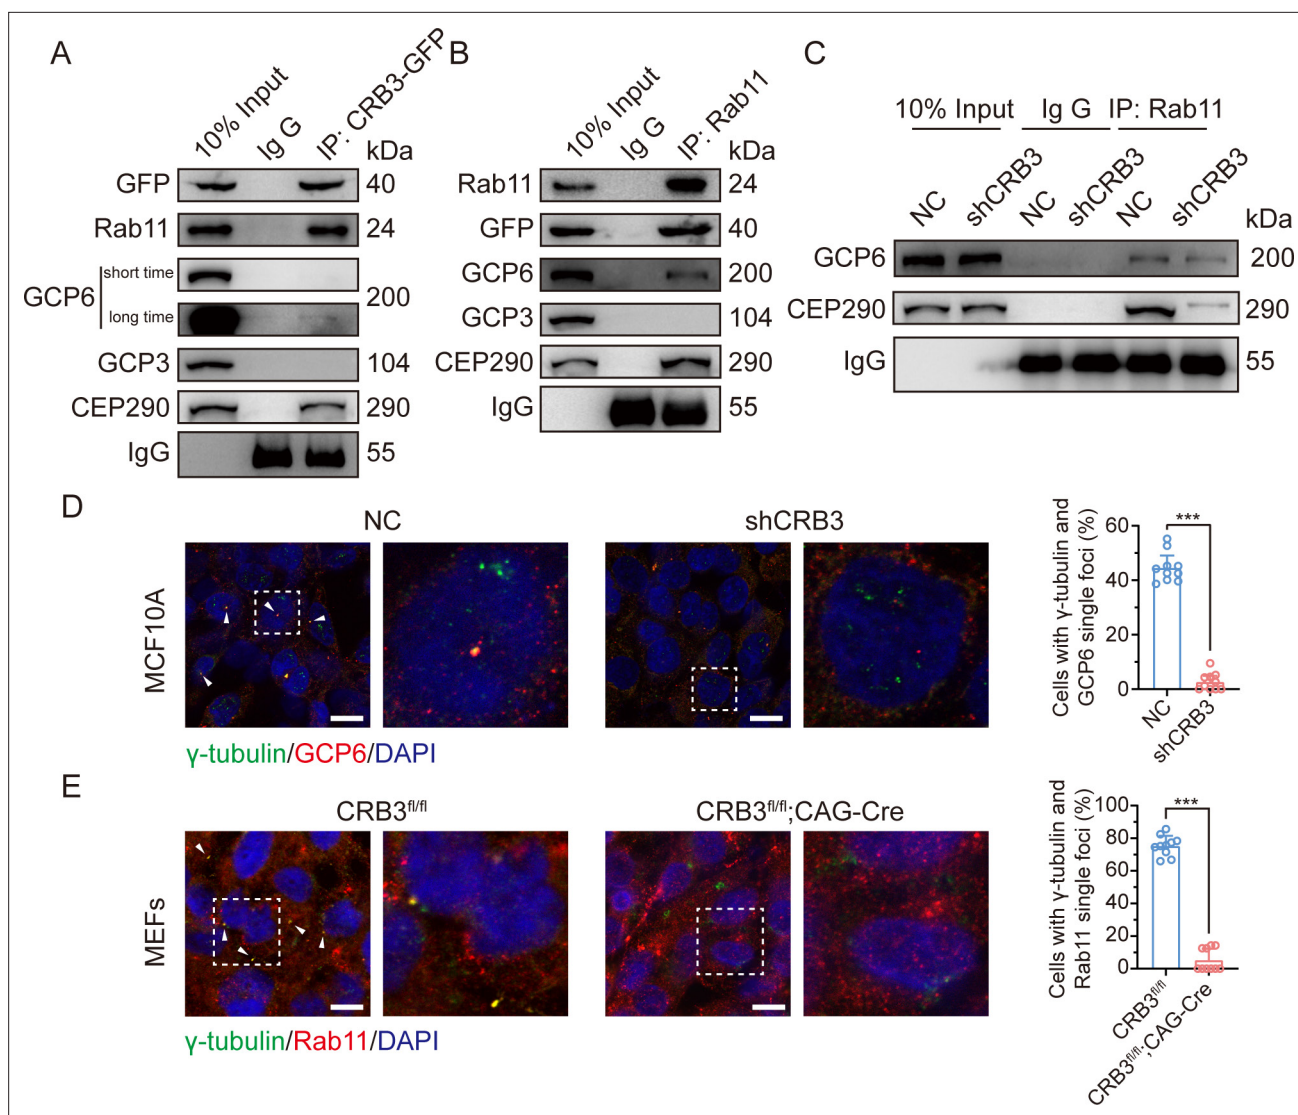 A
10% Input
Ig G
IP: CRB3-GFP
kDa
GFP
40
Rab11
24
GCP6
short time
long time
200
GCP3
104
CEP290
290
IgG
55
B
10% Input
Ig G
IP: Rab11
kDa
Rab11
24
GFP
40
GCP6
200
GCP3
104
CEP290
290
IgG
55
C
10% Input
Ig G
IP: Rab11
NC
shCRB3
NC
shCRB3
NC
shCRB3
kDa
GCP6
200
CEP290
290
IgG
55
D
NC
shCRB3
MCF10A
γ-tubulin/GCP6/DAPI
Cells with γ-tubulin and
GCP6 single foci (%)
60
40
20
0
***
NC
shCRB3
E
CRB3fl/fl
CRB3fl/fl;CAG-Cre
MEFs
γ-tubulin/Rab11/DAPI
Cells with γ-tubulin and
Rab11 single foci (%)
100
80
60
40
20
0
***
CRB3fl/fl
CRB3fl/fl;CAG-Cre